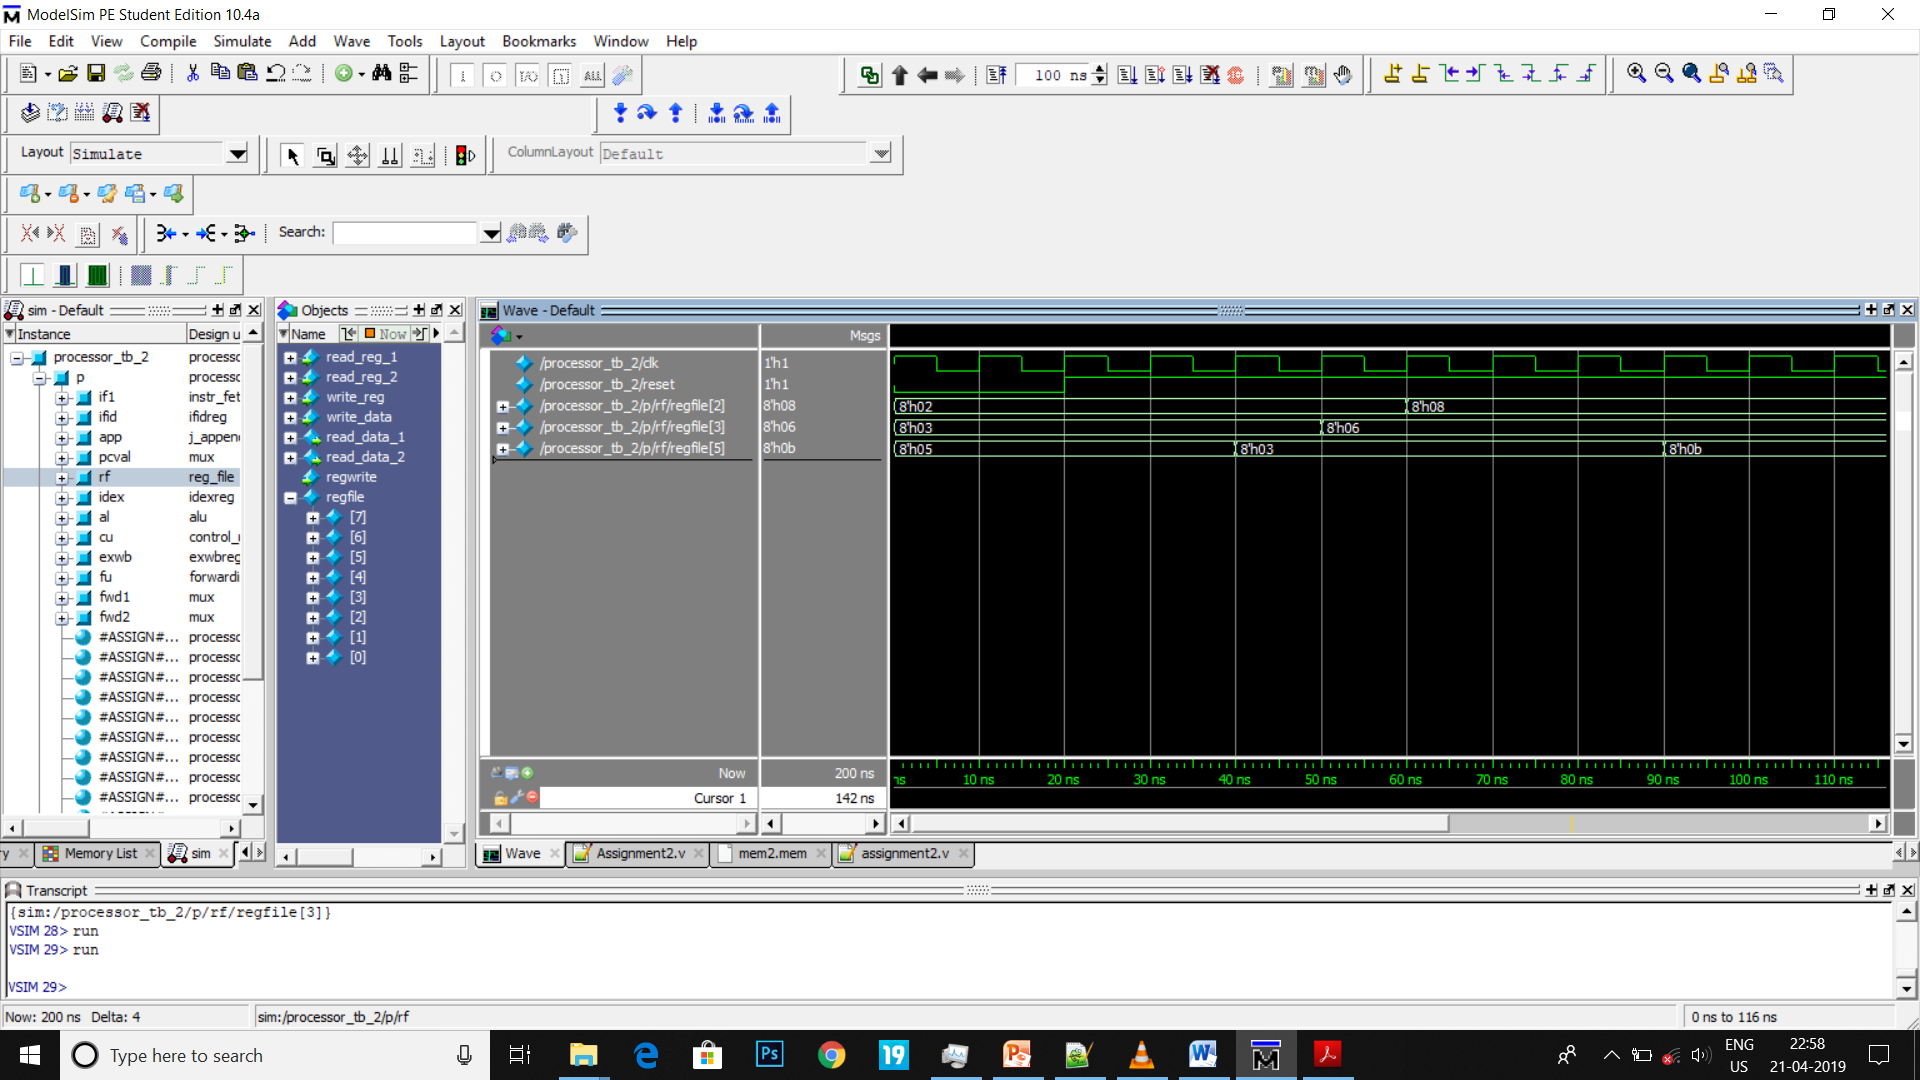 ModelSim PE Student Edition 10.4a
File Edit View Compile Simulate Add Wave Tools Layout Bookmarks Window Help
100 ns
Layout Simulate
ColumnLayout Default
Search:
sim - Default
Instance Design u
processor_tb_2 processo
p processo
if1 instr_fet
ifid ifidreg
app j_appen
pcval mux
rf reg_file
idex idexreg
al alu
cu control_
exwb exwbreg
fu forwardi
fwd1 mux
fwd2 mux
#ASSIGN#... processo
#ASSIGN#... processo
#ASSIGN#... processo
#ASSIGN#... processo
#ASSIGN#... processo
#ASSIGN#... processo
#ASSIGN#... processo
#ASSIGN#... processo
#ASSIGN#... processo
Memory List
sim
Objects
Name Now
read_reg_1
read_reg_2
write_reg
write_data
read_data_1
read_data_2
regwrite
regfile
[7]
[6]
[5]
[4]
[3]
[2]
[1]
[0]
Wave - Default
Msgs
/processor_tb_2/clk 1'h1
/processor_tb_2/reset 1'h1
/processor_tb_2/p/rf/regfile[2] 8'h08 8'h02 8'h08
/processor_tb_2/p/rf/regfile[3] 8'h06 8'h03 8'h06
/processor_tb_2/p/rf/regfile[5] 8'h0b 8'h05 8'h03 8'h0b
Now 200 ns
ns 10 ns 20 ns 30 ns 40 ns 50 ns 60 ns 70 ns 80 ns 90 ns 100 ns 110 ns
Cursor 1 142 ns
Wave Assignment2.v mem2.mem assignment2.v
Transcript
{sim:/processor_tb_2/p/rf/regfile[3]}
VSIM 28> run
VSIM 29> run
VSIM 29>
Now: 200 ns Delta: 4 sim:/processor_tb_2/p/rf 0 ns to 116 ns
Type here to search
Ps
19
ENG
US
22:58
21-04-2019